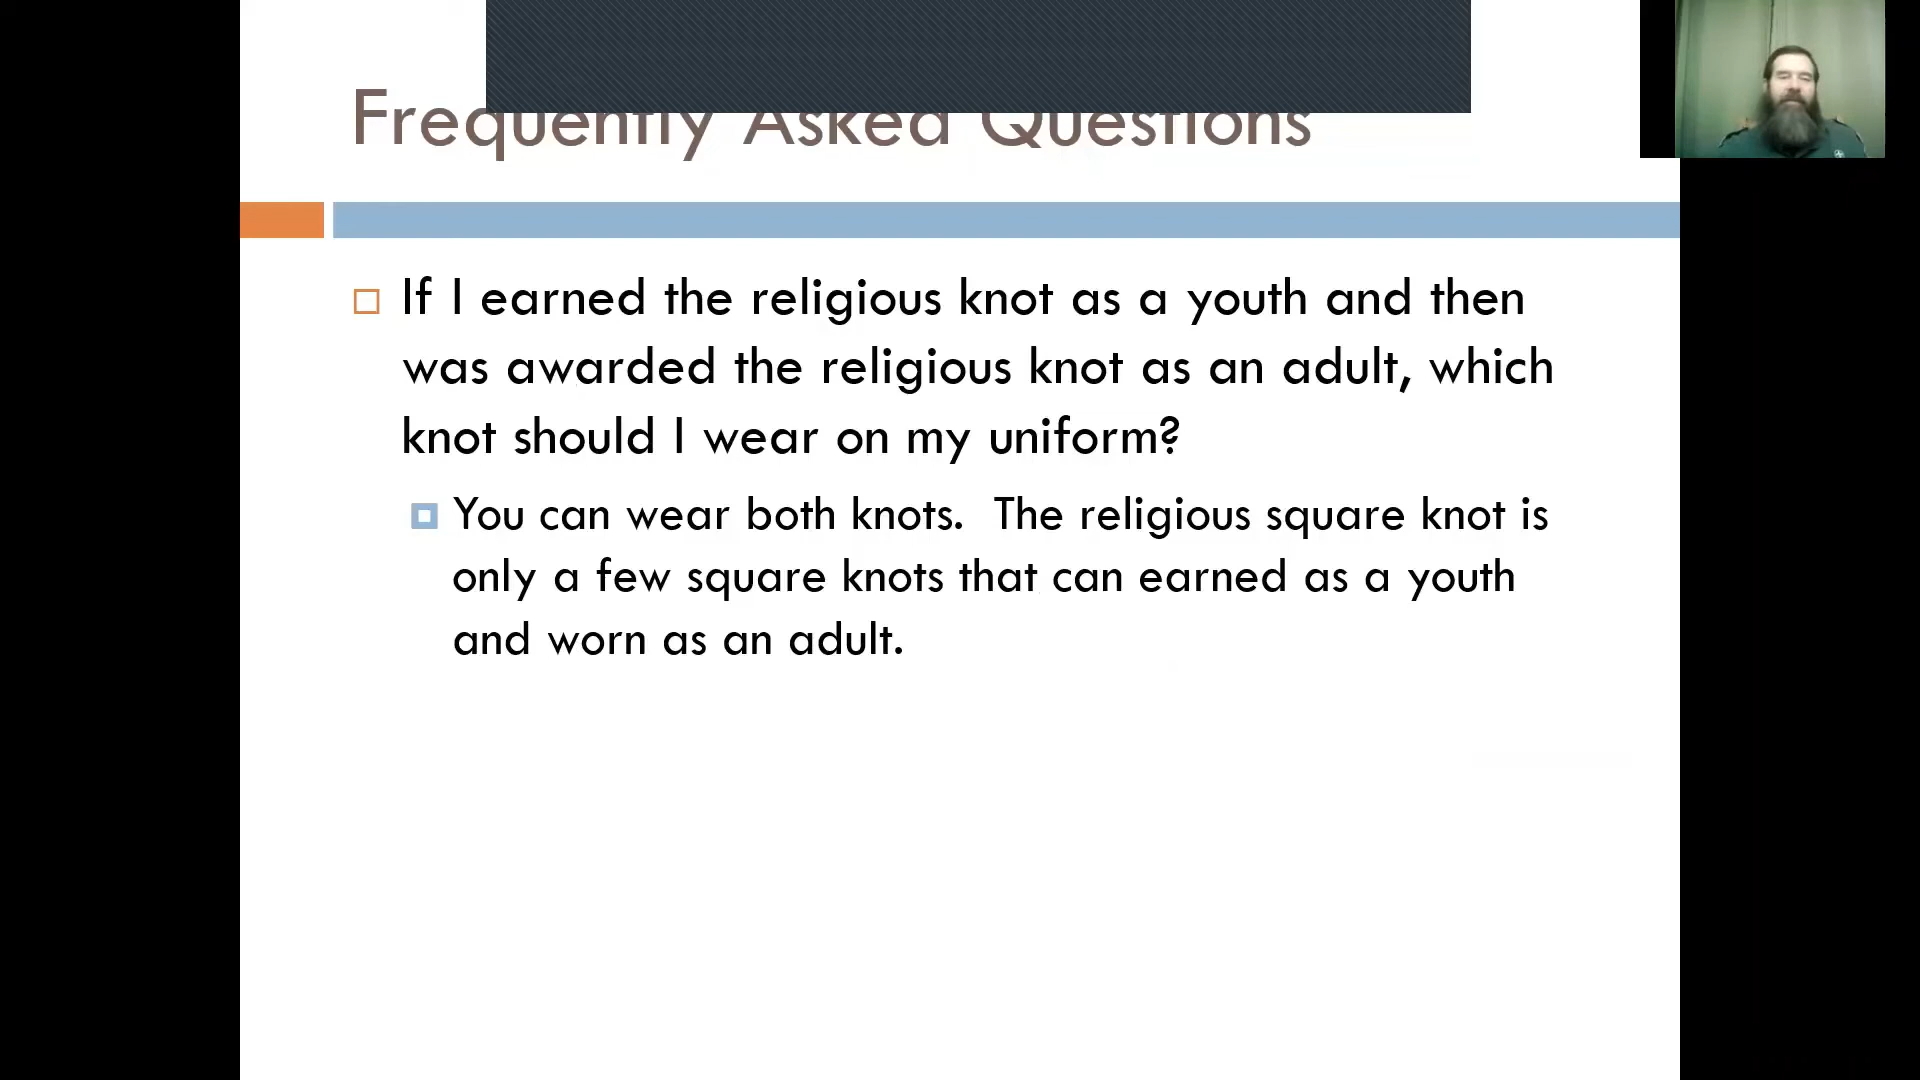 Frequently Asked Questions
If I earned the religious knot as a youth and then
was awarded the religious knot as an adult, which
knot should I wear on my uniform?
You can wear both knots. The religious square knot is
only a few square knots that can earned as a youth
and worn as an adult.